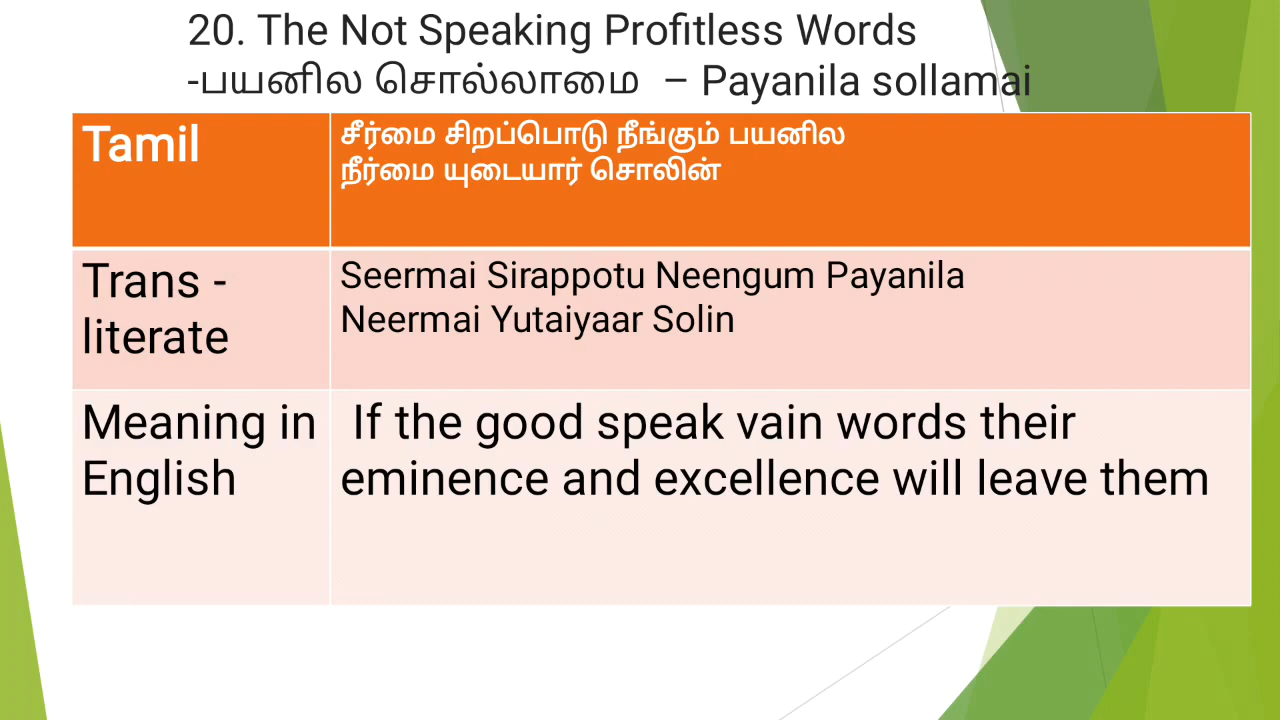 20. The Not Speaking Profitless Words
-பயனில சொல்லாமை – Payanila sollamai
Tamil
சீர்மை சிறப்பொடு நீங்கும் பயனில
நீர்மை யுடையார் சொலின்
Trans -
literate
Seermai Sirappotu Neengum Payanila
Neermai Yutaiyaar Solin
Meaning in
English
If the good speak vain words their
eminence and excellence will leave them